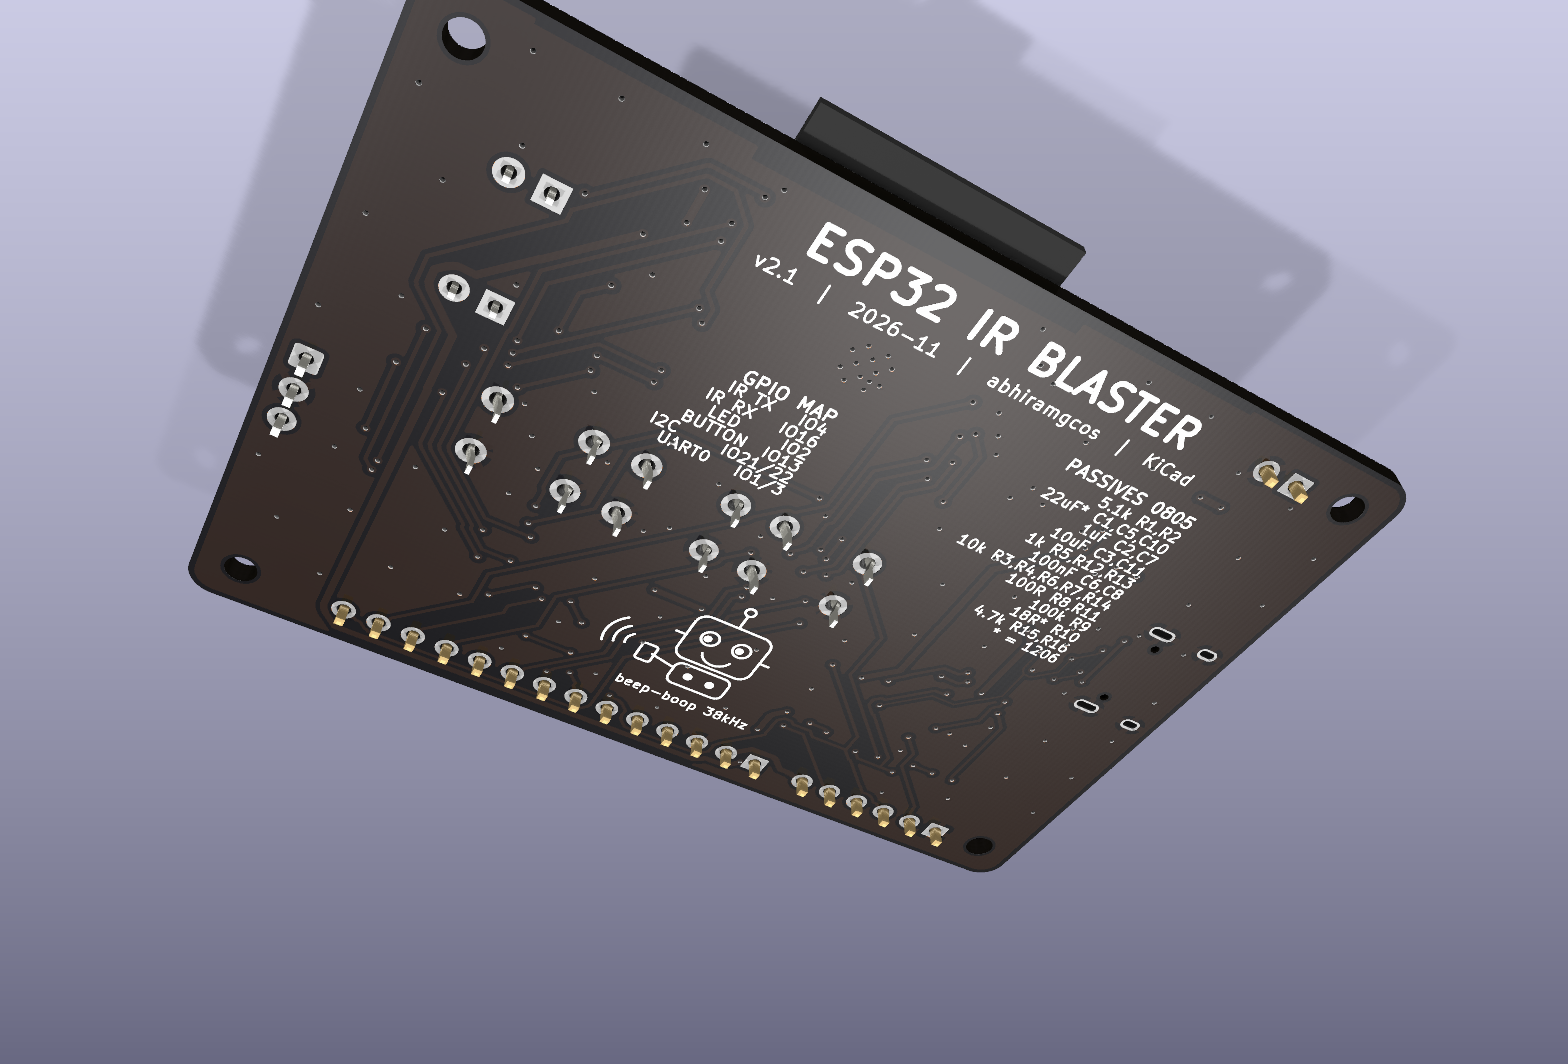 ESP32 IR BLASTER
v2.1 | 2026-11 | abhiramgcos | KiCad
GPIO MAP
IR TX IO4
IR RX IO16
LED IO2
BUTTON IO13
I2C IO21/22
UART0 IO1/3
PASSIVES 0805
5.1k R1,R2
22uF* C1,C5,C10
1uF C2,C7
10uF C3,C11
1k R5,R12,R13
100nF C6,C8
10k R3,R4,R6,R7,R14
100R R8,R11
100k R9
18R* R10
4.7k R15,R16
* = 1206
beep-boop 38kHz